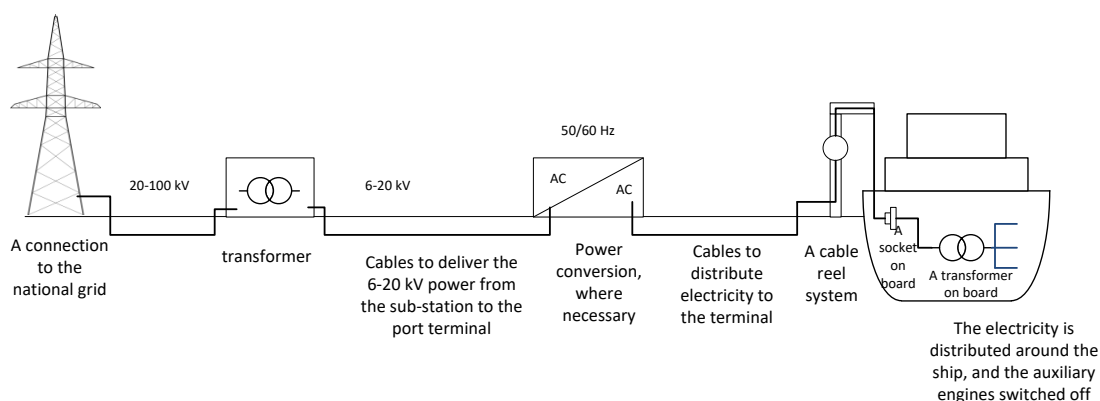 50/60 Hz
20-100 kV
6-20 kV
AC
AC
A connection
to the
national grid
transformer
Cables to deliver the
6-20 kV power from
the sub-station to the
port terminal
Power
conversion,
where
necessary
Cables to
distribute
electricity to
the terminal
A cable
reel
system
A
socket
on
board
A transformer
on board
The electricity is
distributed around the
ship, and the auxiliary
engines switched off